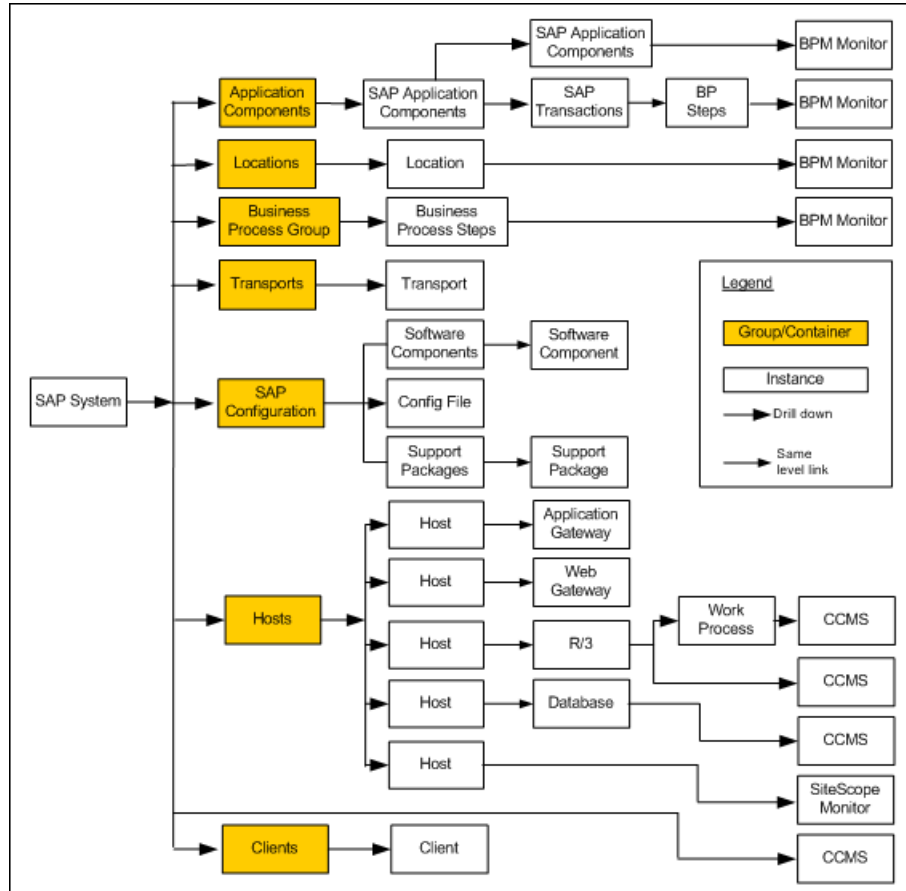 SAP Application
Components
BPM Monitor
Application
Components
SAP Application
Components
SAP
Transactions
BP
Steps
BPM Monitor
Locations
Location
BPM Monitor
Business
Process Group
Business
Process Steps
BPM Monitor
Transports
Transport
Legend
Group/Container
Instance
Drill down
Same
level link
Software
Components
Software
Component
SAP System
SAP
Configuration
Config File
Support
Packages
Support
Package
Host
Application
Gateway
Host
Web
Gateway
Hosts
Host
R/3
Work
Process
CCMS
CCMS
Host
Database
CCMS
Host
SiteScope
Monitor
Clients
Client
CCMS